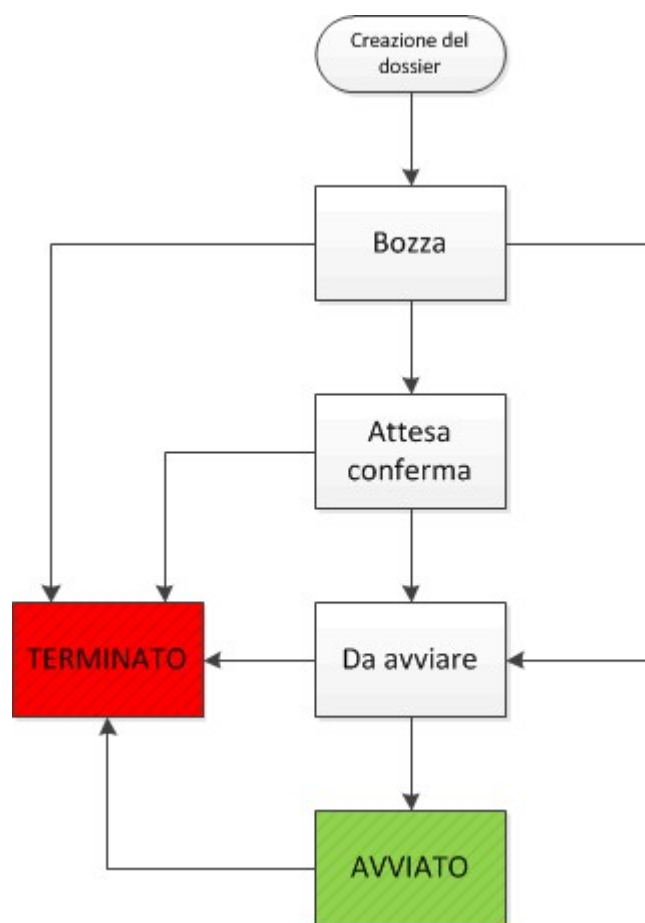 Creazione del
dossier
Bozza
Attesa
conferma
TERMINATO
Da avviare
AVVIATO